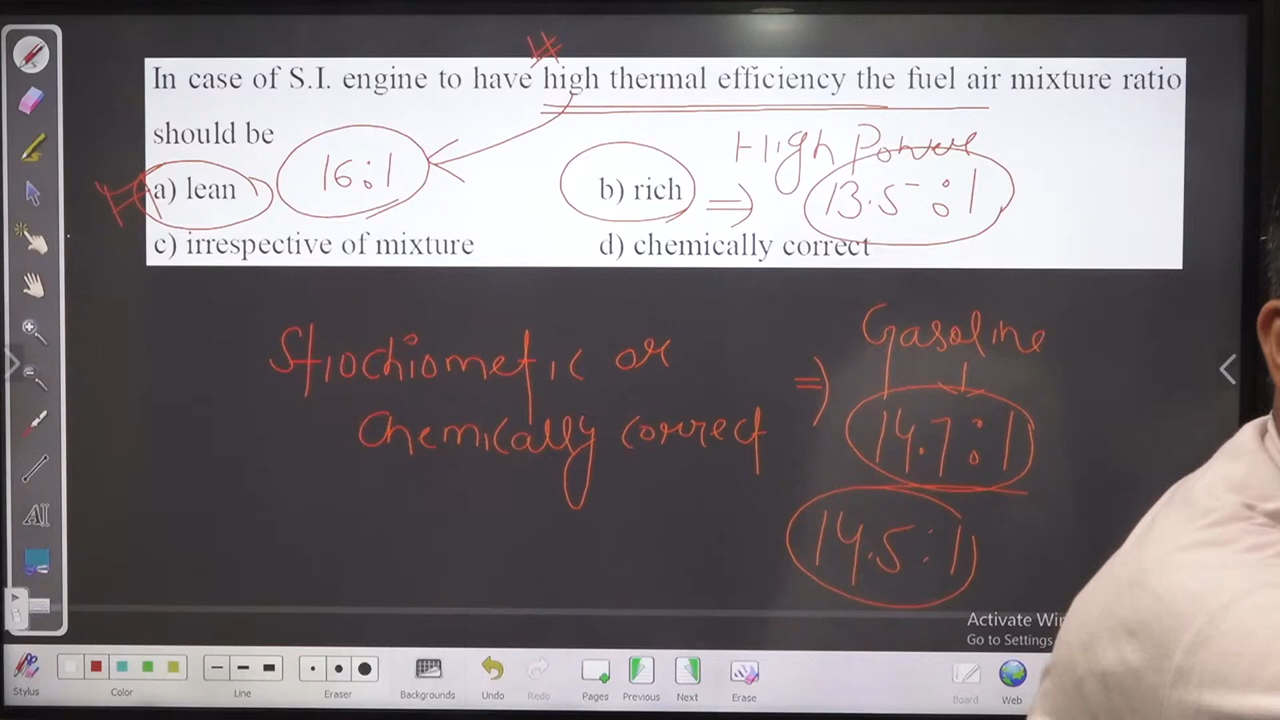 In case of S.I. engine to have high thermal efficiency the fuel air mixture ratio
should be
High Power
a) lean
16:1
b) rich
⇒
13.5:1
c) irrespective of mixture
d) chemically correct
Gasoline
Stiochiometic or
⇒
Chemically correct
14.7:1
14.5:1
Activate Wi
Go to Settings
Stylus
Color
Line
Eraser
Backgrounds
Undo
Redo
Pages
Previous
Next
Erase
Board
Web
AI